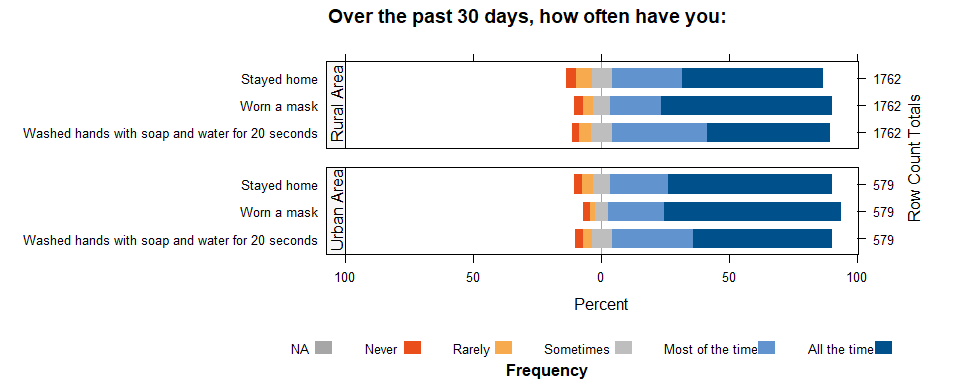 Over the past 30 days, how often have you:
Rural Area
Stayed home 1762
Worn a mask 1762
Washed hands with soap and water for 20 seconds 1762
Urban Area
Stayed home 579
Worn a mask 579
Washed hands with soap and water for 20 seconds 579
Row Count Totals
100 50 0 50 100
Percent
NA Never Rarely Sometimes Most of the time All the time
Frequency